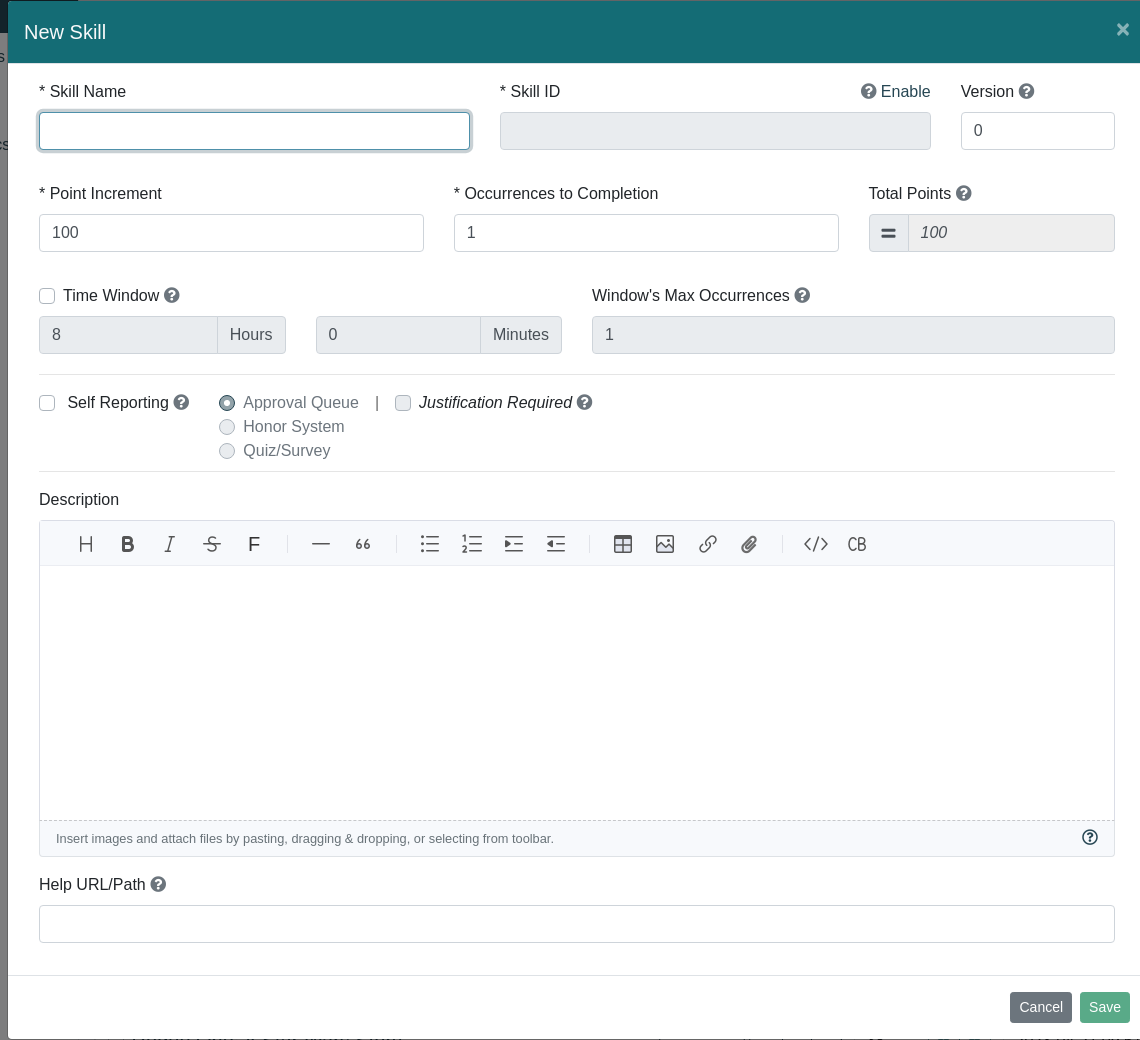 New Skill ×
* Skill Name * Skill ID Enable Version
0
* Point Increment * Occurrences to Completion Total Points
100 1 = 100
Time Window Window's Max Occurrences
8 Hours 0 Minutes 1
Self Reporting Approval Queue | Justification Required
Honor System
Quiz/Survey
Description
H B I S F — 66 </> CB
Insert images and attach files by pasting, dragging & dropping, or selecting from toolbar.
Help URL/Path
Cancel Save